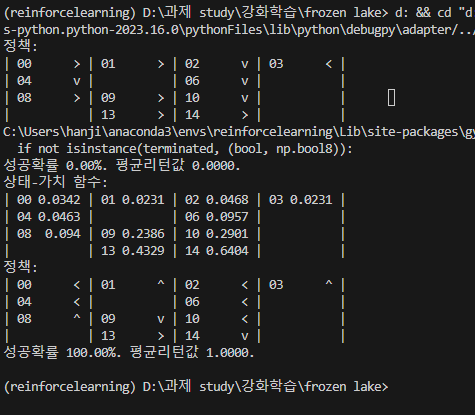 (reinforcelearning) D:\과제 study\강화학습\frozen lake> d: && cd "d
s-python.python-2023.16.0\pythonFiles\lib\python\debugpy\adapter/../
정책:
| 00      > | 01      > | 02      v | 03      < |
| 04      v |           | 06      v |           |
| 08      > | 09      > | 10      v |           |
|           | 13      > | 14      > |           |
C:\Users\hanji\anaconda3\envs\reinforcelearning\Lib\site-packages\gy
  if not isinstance(terminated, (bool, np.bool8)):
성공확률 0.00%. 평균리턴값 0.0000.
상태-가치 함수:
| 00 0.0342 | 01 0.0231 | 02 0.0468 | 03 0.0231 |
| 04 0.0463 |           | 06 0.0957 |           |
| 08  0.094 | 09 0.2386 | 10 0.2901 |           |
|           | 13 0.4329 | 14 0.6404 |           |
정책:
| 00      < | 01      ^ | 02      < | 03      ^ |
| 04      < |           | 06      < |           |
| 08      ^ | 09      v | 10      < |           |
|           | 13      > | 14      v |           |
성공확률 100.00%. 평균리턴값 1.0000.
(reinforcelearning) D:\과제 study\강화학습\frozen lake>